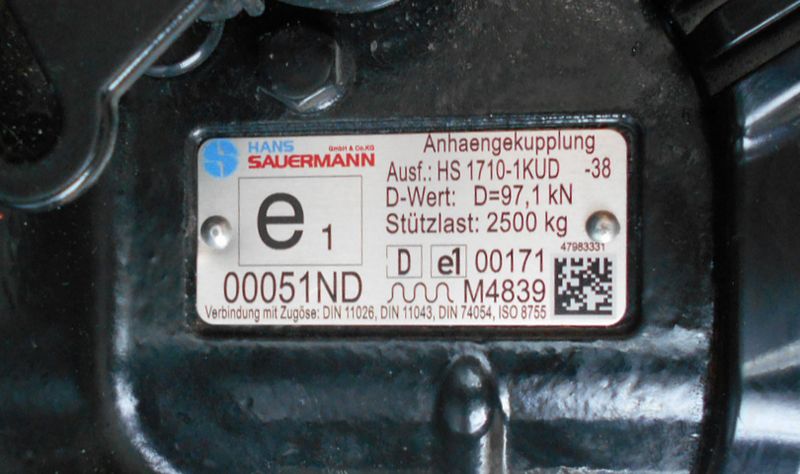 HANS
SAUERMANN
GmbH & Co.KG
e 1
00051ND
Anhaengekupplung
Ausf.: HS 1710-1KUD -38
D-Wert: D=97,1 kN
Stützlast: 2500 kg
D e1 00171
47983331
M4839
Verbindung mit Zugöse: DIN 11026, DIN 11043, DIN 74054, ISO 8755